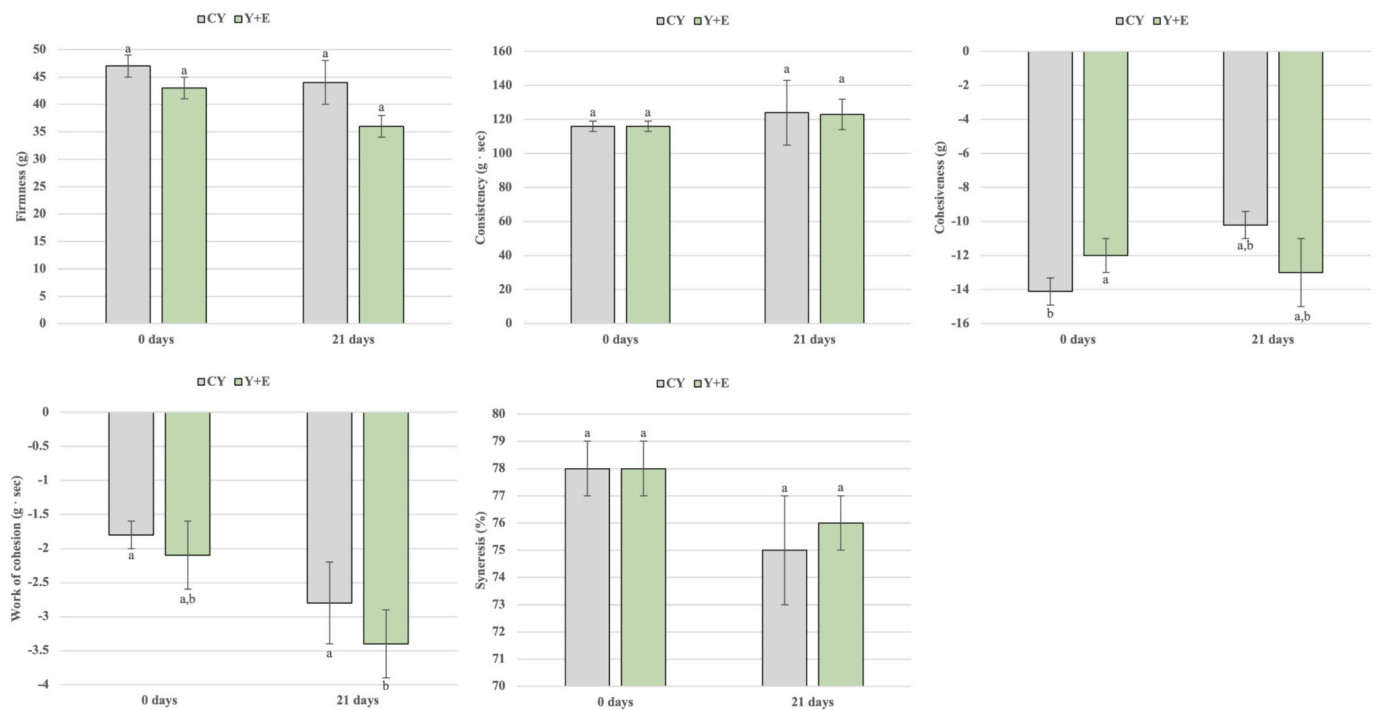 CY Y+E
Firmness (g)
50
45
40
35
30
25
20
15
10
5
0
a
a
a
a
0 days 21 days
CY Y+E
Consistency (g · sec)
160
140
120
100
80
60
40
20
0
a
a
a
a
0 days 21 days
CY Y+E
Cohesiveness (g)
0
-2
-4
-6
-8
-10
-12
-14
-16
b
a
a,b
a,b
0 days 21 days
CY Y+E
Work of cohesion (g · sec)
0
-0.5
-1
-1.5
-2
-2.5
-3
-3.5
-4
a
a,b
a
b
0 days 21 days
CY Y+E
Syneresis (%)
80
79
78
77
76
75
74
73
72
71
70
a
a
a
a
0 days 21 days